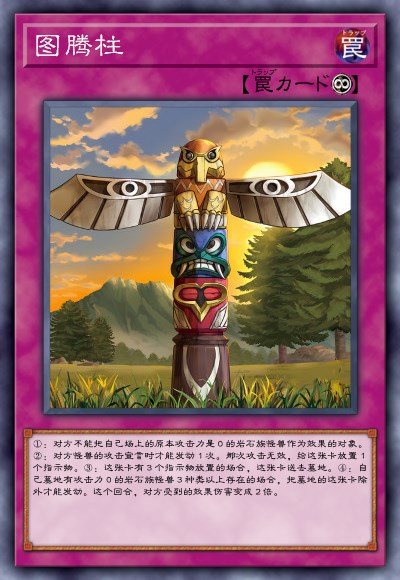 图腾柱
トラップ
罠
トラップ
【罠カード】
①：对方不能把自己场上的原本攻击力是０的岩石族怪兽作为效果的对象。
②：对方怪兽的攻击宣言时才能发动１次。那次攻击无效，给这张卡放置１
个指示物。③：这张卡有３个指示物放置的场合，这张卡送去墓地。④：自
己墓地有攻击力０的岩石族怪兽３种类以上存在的场合，把墓地的这张卡除
外才能发动。这个回合，对方受到的效果伤害变成２倍。